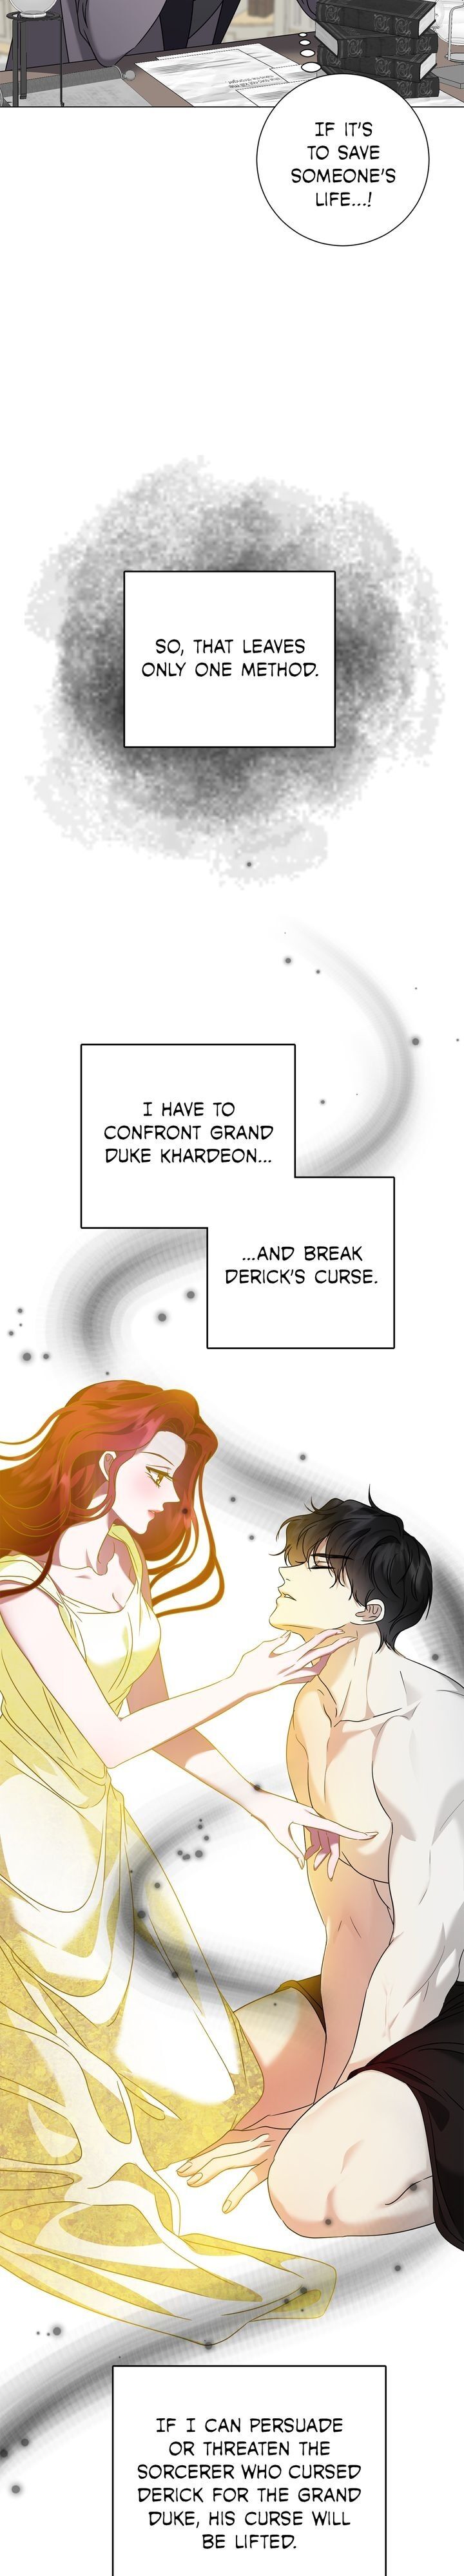 IF IT'S
TO SAVE
SOMEONE'S
LIFE...!
SO, THAT LEAVES
ONLY ONE METHOD.
I HAVE TO
CONFRONT GRAND
DUKE KHARDEON...
...AND BREAK
DERICK'S CURSE.
IF I CAN PERSUADE
OR THREATEN THE
SORCERER WHO CURSED
DERICK FOR THE GRAND
DUKE, HIS CURSE WILL
BE LIFTED.